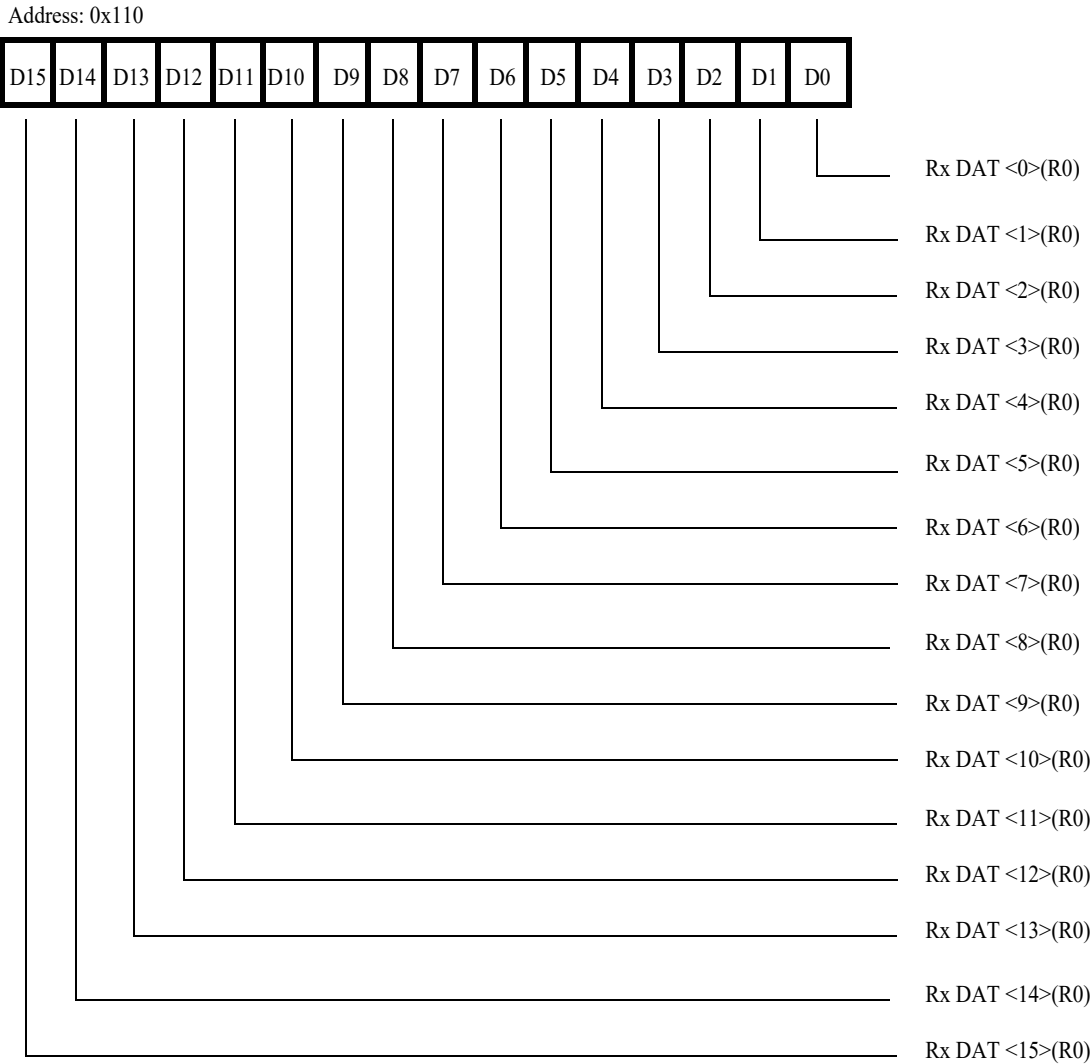 Address: 0x110
D15 D14 D13 D12 D11 D10 D9 D8 D7 D6 D5 D4 D3 D2 D1 D0
Rx DAT <0>(R0)
Rx DAT <1>(R0)
Rx DAT <2>(R0)
Rx DAT <3>(R0)
Rx DAT <4>(R0)
Rx DAT <5>(R0)
Rx DAT <6>(R0)
Rx DAT <7>(R0)
Rx DAT <8>(R0)
Rx DAT <9>(R0)
Rx DAT <10>(R0)
Rx DAT <11>(R0)
Rx DAT <12>(R0)
Rx DAT <13>(R0)
Rx DAT <14>(R0)
Rx DAT <15>(R0)